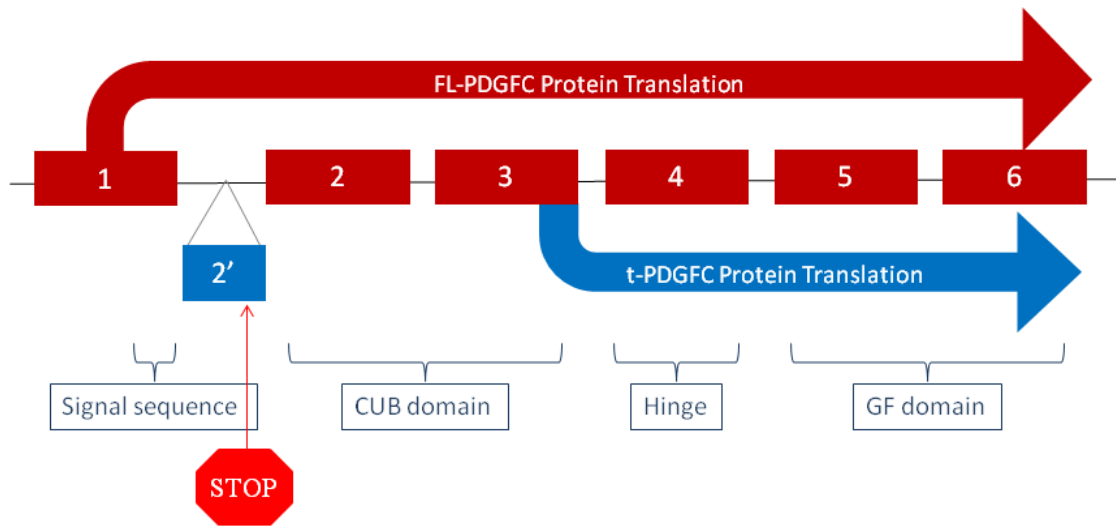 FL-PDGFC Protein Translation
1
2
3
4
5
6
2’
t-PDGFC Protein Translation
Signal sequence
CUB domain
Hinge
GF domain
STOP